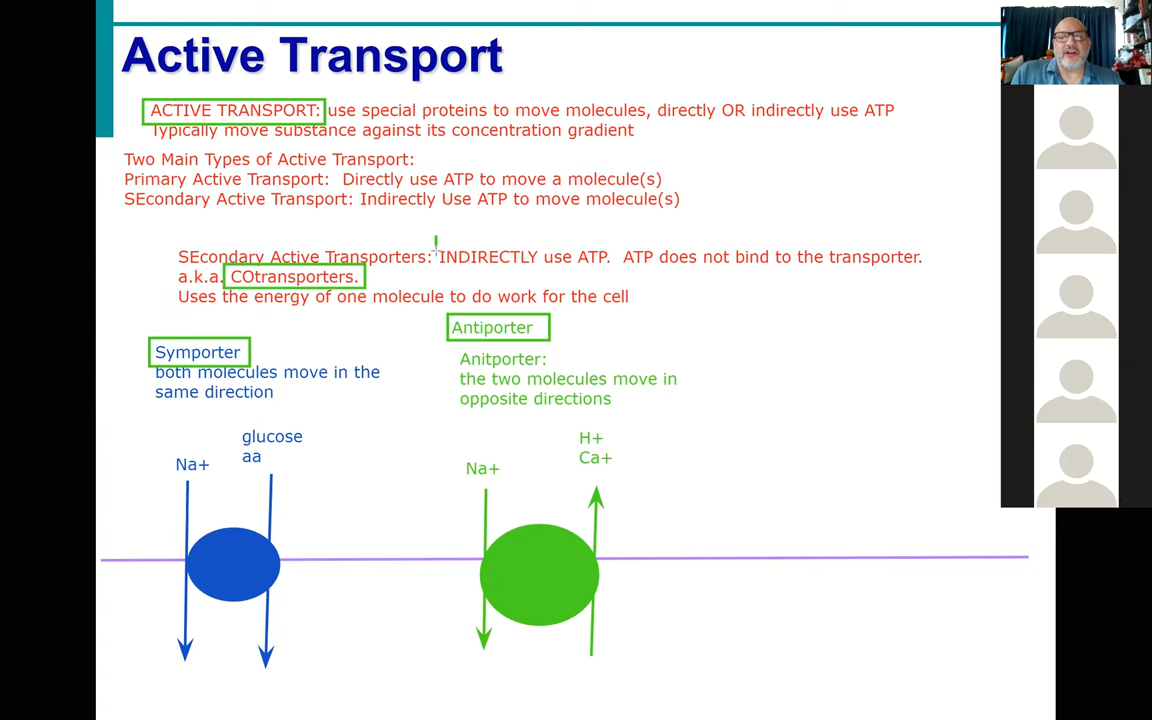 Active Transport
ACTIVE TRANSPORT: use special proteins to move molecules, directly OR indirectly use ATP
Typically move substance against its concentration gradient
Two Main Types of Active Transport:
Primary Active Transport: Directly use ATP to move a molecule(s)
SEcondary Active Transport: Indirectly Use ATP to move molecule(s)
SEcondary Active Transporters: INDIRECTLY use ATP. ATP does not bind to the transporter.
a.k.a. COtransporters.
Uses the energy of one molecule to do work for the cell
Symporter
both molecules move in the
same direction
Antiporter
Anitporter:
the two molecules move in
opposite directions
Na+
glucose
aa
Na+
H+
Ca+